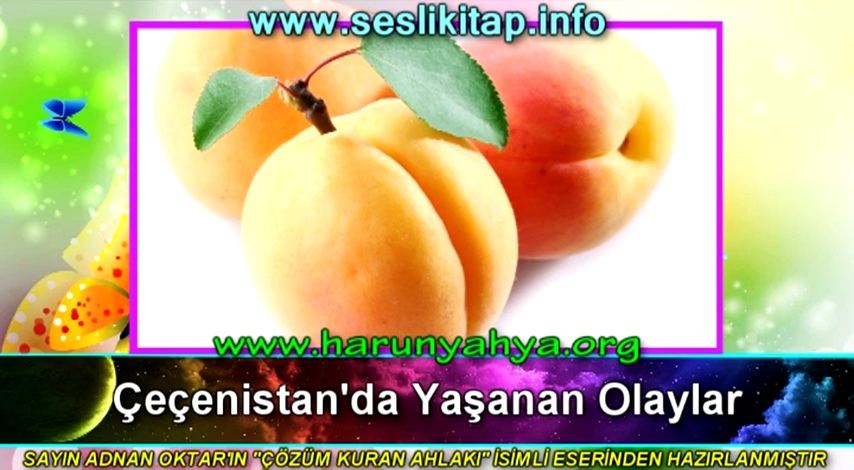 www.seslikitap.info
www.harunyahya.org
Çeçenistan'da Yaşanan Olaylar
SAYIN ADNAN OKTAR'IN "ÇÖZÜM KURAN AHLAKI" İSİMLİ ESERİNDEN HAZIRLANMIŞTIR